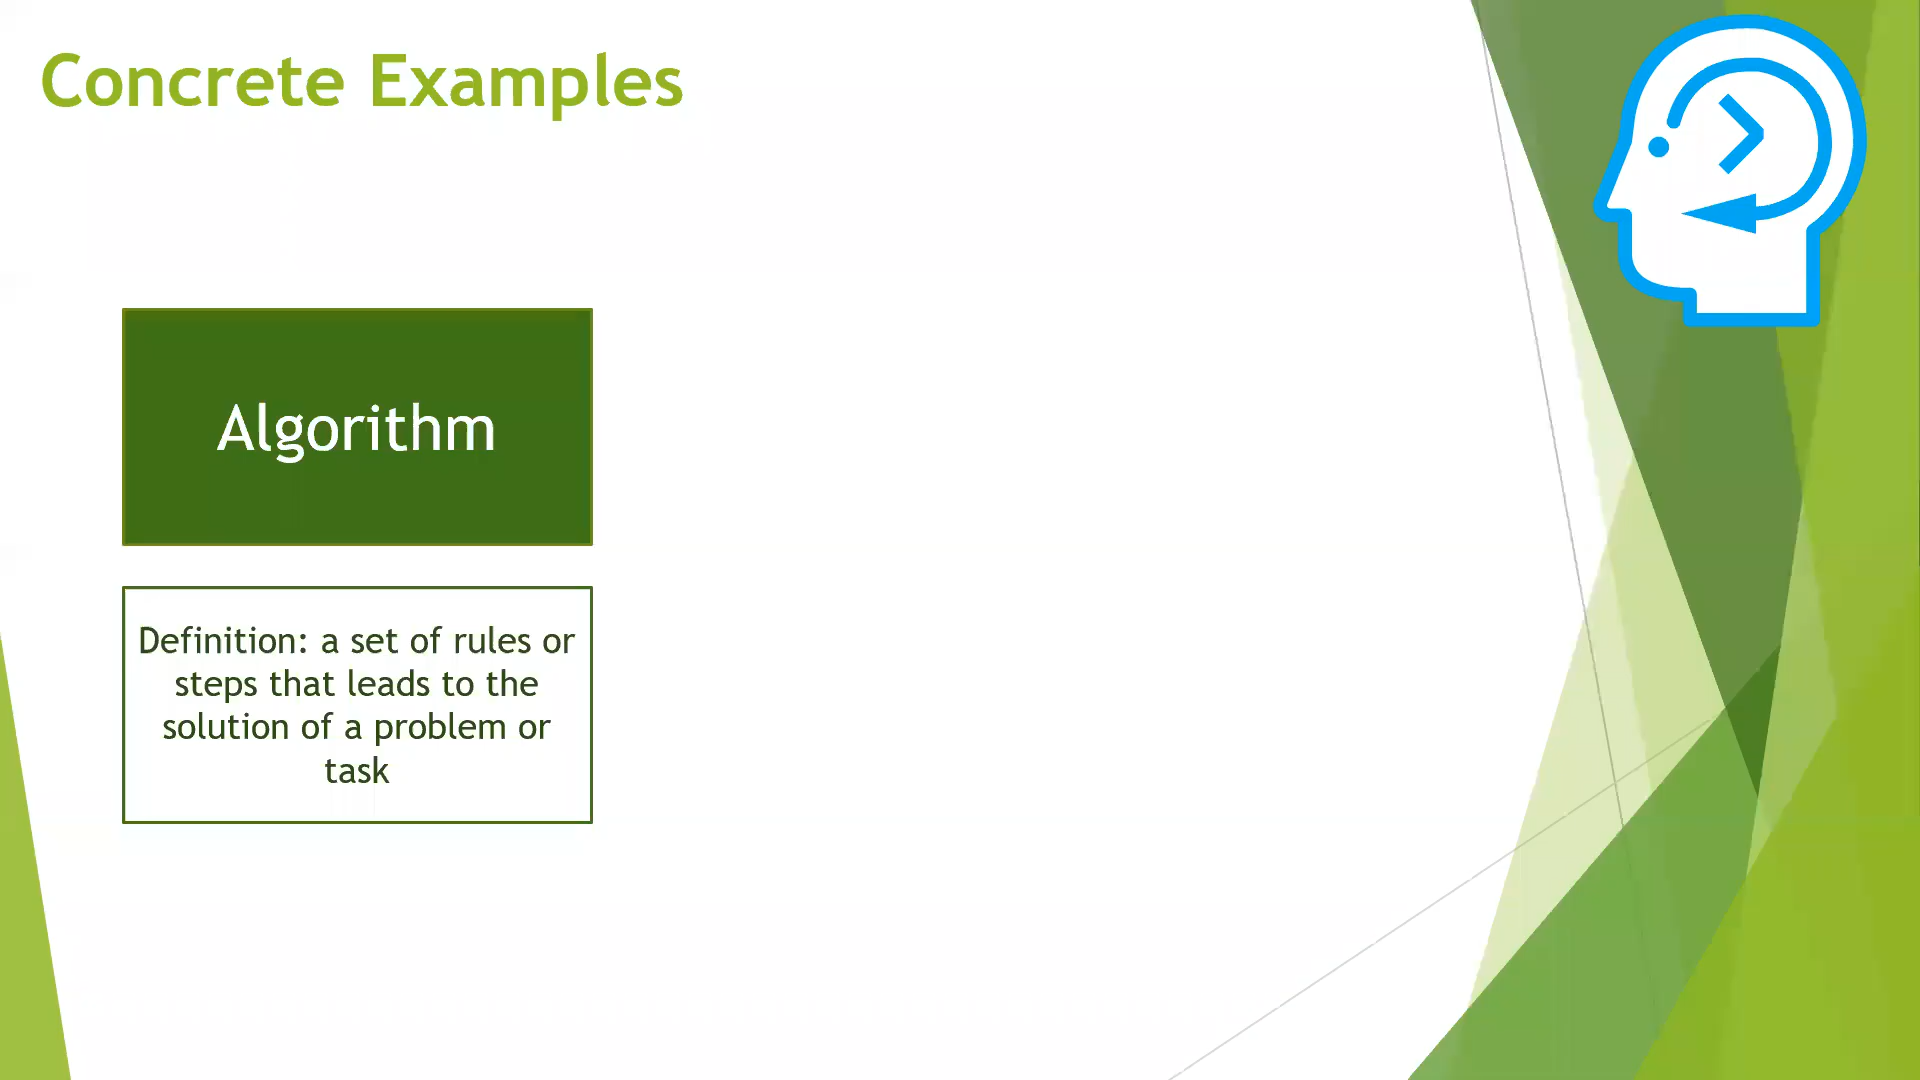 Concrete Examples
Algorithm
Definition: a set of rules or
steps that leads to the
solution of a problem or
task